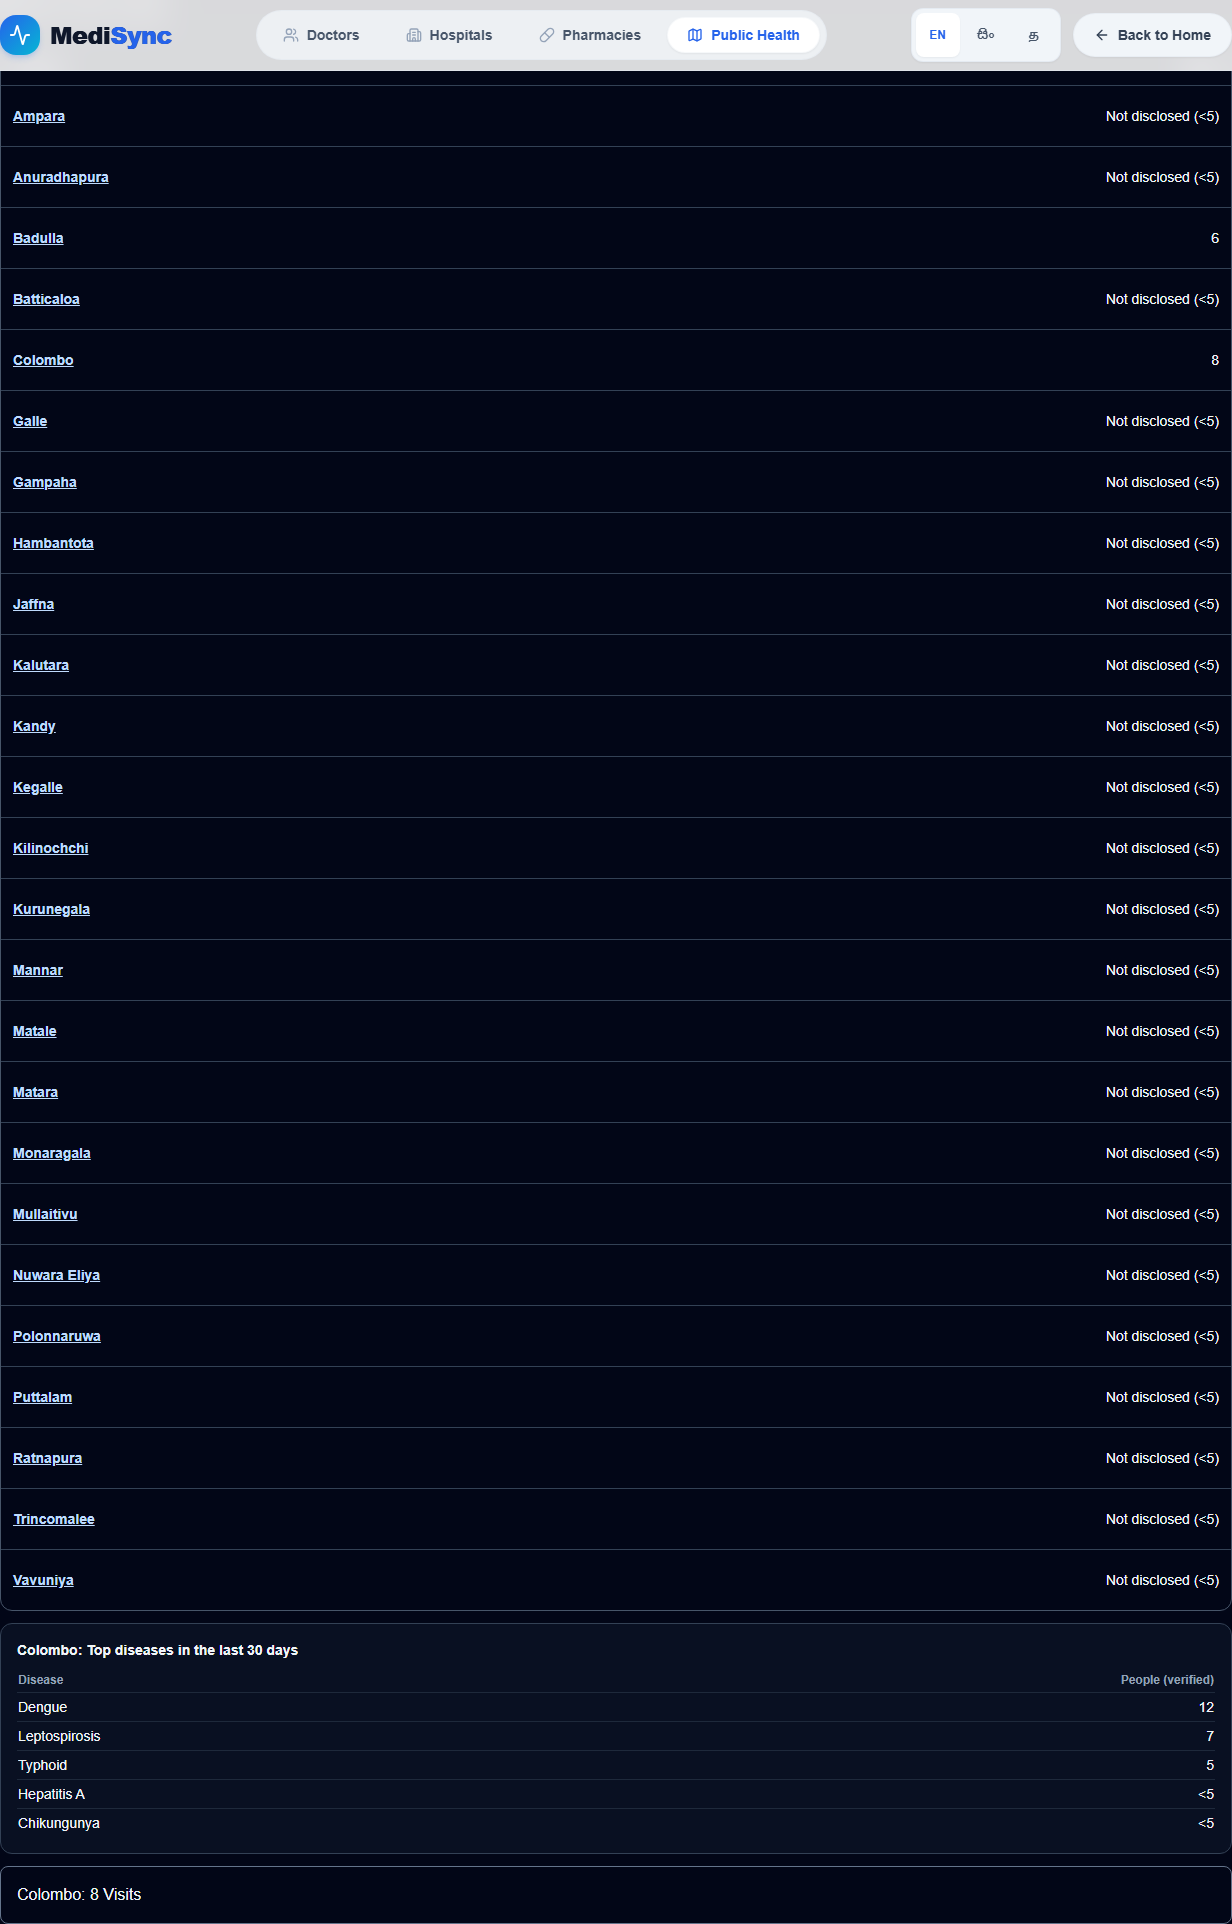 MediSync
Doctors
Hospitals
Pharmacies
Public Health
EN
සිං
த
Back to Home
Ampara Not disclosed (<5)
Anuradhapura Not disclosed (<5)
Badulla 6
Batticaloa Not disclosed (<5)
Colombo 8
Galle Not disclosed (<5)
Gampaha Not disclosed (<5)
Hambantota Not disclosed (<5)
Jaffna Not disclosed (<5)
Kalutara Not disclosed (<5)
Kandy Not disclosed (<5)
Kegalle Not disclosed (<5)
Kilinochchi Not disclosed (<5)
Kurunegala Not disclosed (<5)
Mannar Not disclosed (<5)
Matale Not disclosed (<5)
Matara Not disclosed (<5)
Monaragala Not disclosed (<5)
Mullaitivu Not disclosed (<5)
Nuwara Eliya Not disclosed (<5)
Polonnaruwa Not disclosed (<5)
Puttalam Not disclosed (<5)
Ratnapura Not disclosed (<5)
Trincomalee Not disclosed (<5)
Vavuniya Not disclosed (<5)
Colombo: Top diseases in the last 30 days
Disease People (verified)
Dengue 12
Leptospirosis 7
Typhoid 5
Hepatitis A <5
Chikungunya <5
Colombo: 8 Visits